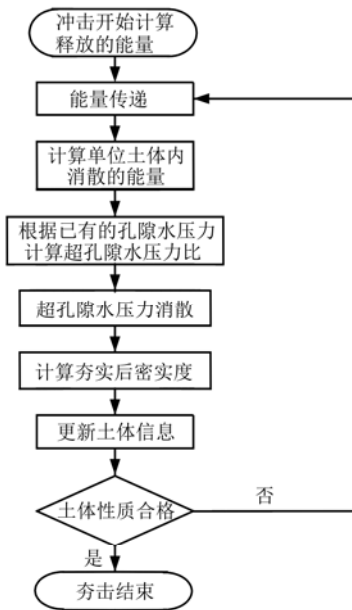 冲击开始计算
释放的能量
能量传递
计算单位土体内
消散的能量
根据已有的孔隙水压力
计算超孔隙水压力比
超孔隙水压力消散
计算夯实后密实度
更新土体信息
土体性质合格
否
是
夯击结束